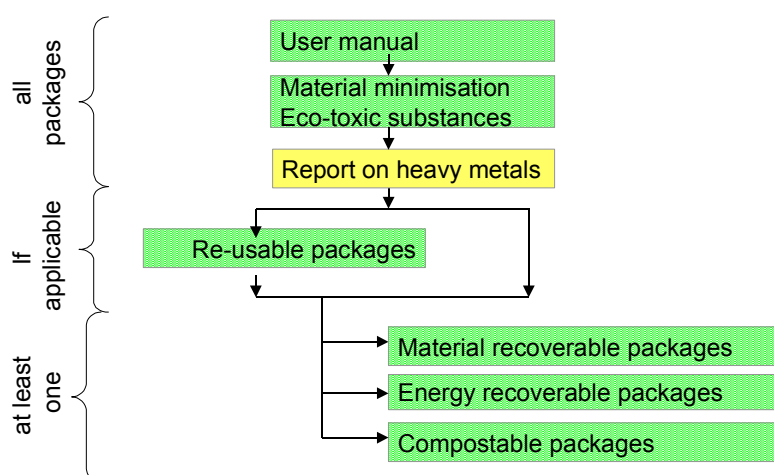 all
packages
User manual
Material minimisation
Eco-toxic substances
Report on heavy metals
If
applicable
Re-usable packages
at least
one
Material recoverable packages
Energy recoverable packages
Compostable packages